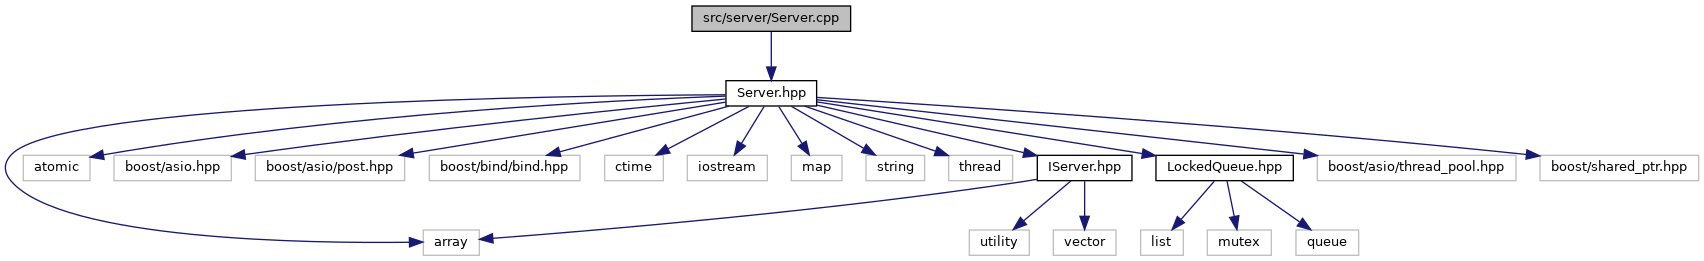 src/server/Server.cpp
Server.hpp
atomic
boost/asio.hpp
boost/asio/post.hpp
boost/bind/bind.hpp
ctime
iostream
map
string
thread
IServer.hpp
LockedQueue.hpp
boost/asio/thread_pool.hpp
boost/shared_ptr.hpp
array
utility
vector
list
mutex
queue